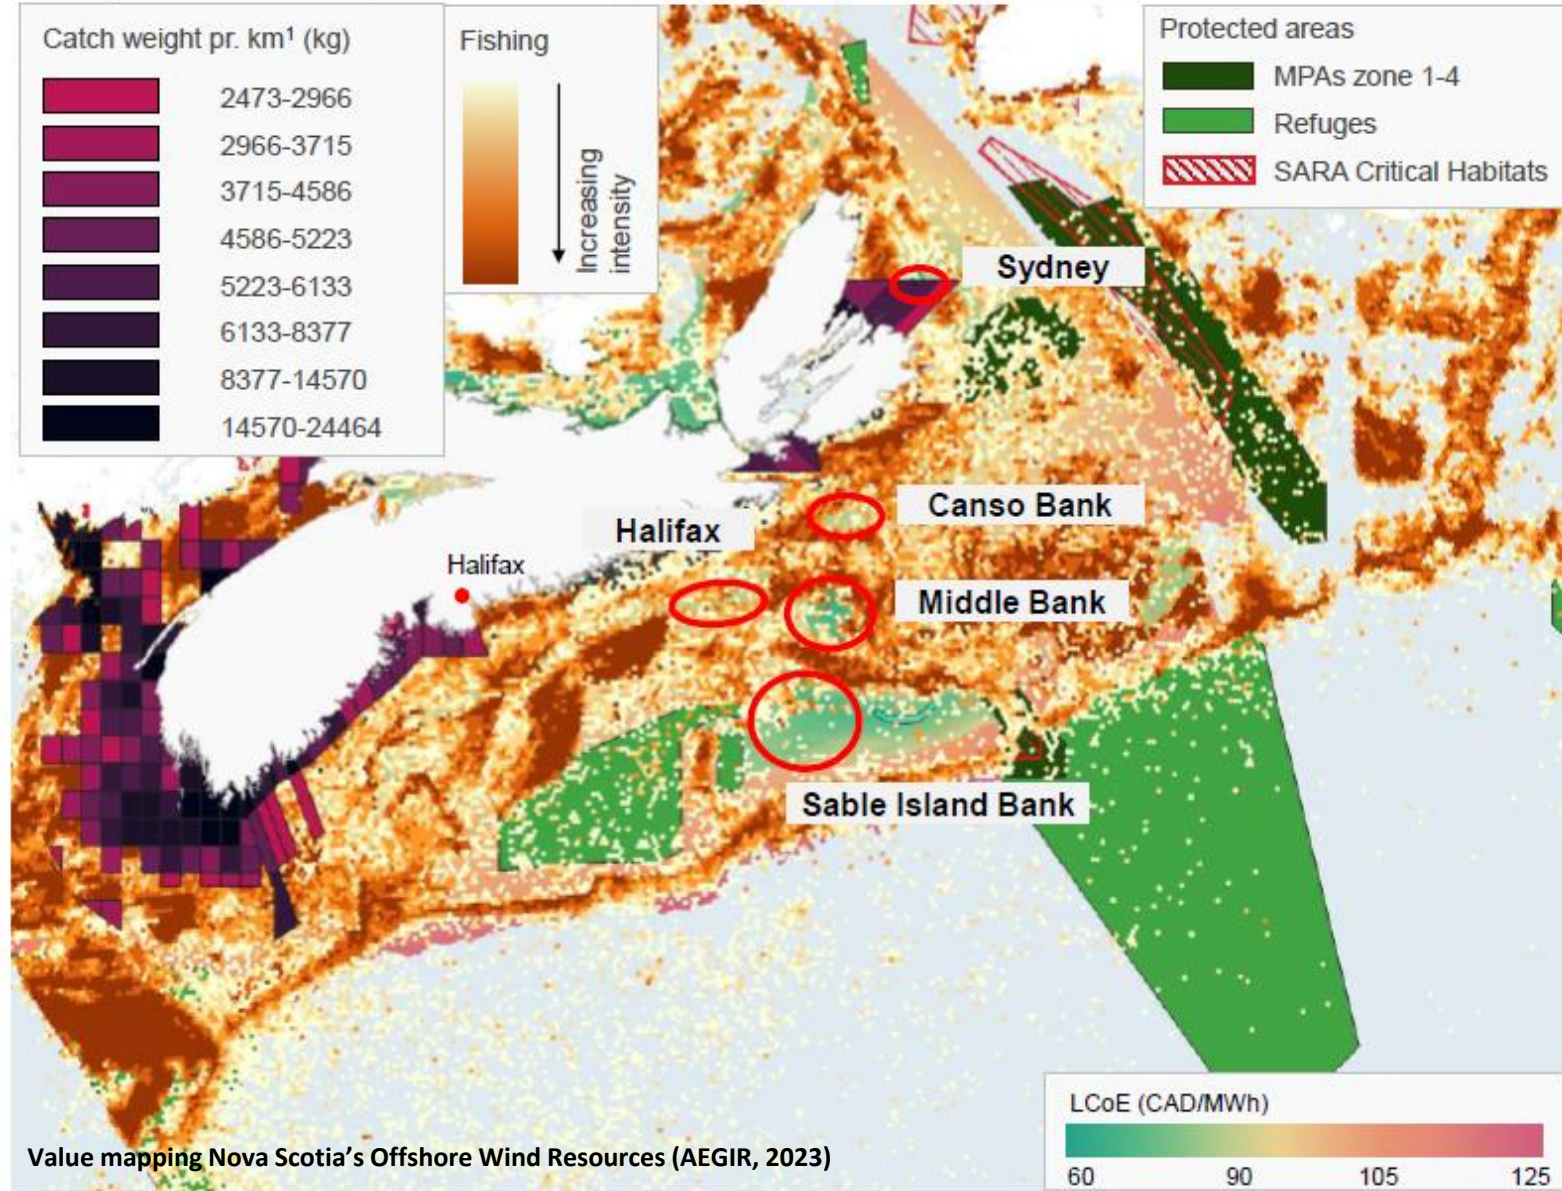 Catch weight pr. km¹ (kg)
2473-2966
2966-3715
3715-4586
4586-5223
5223-6133
6133-8377
8377-14570
14570-24464
Fishing
Increasing
intensity
Protected areas
MPAs zone 1-4
Refuges
SARA Critical Habitats
Sydney
Canso Bank
Halifax
Halifax
Middle Bank
Sable Island Bank
LCoE (CAD/MWh)
60 90 105 125
Value mapping Nova Scotia’s Offshore Wind Resources (AEGIR, 2023)